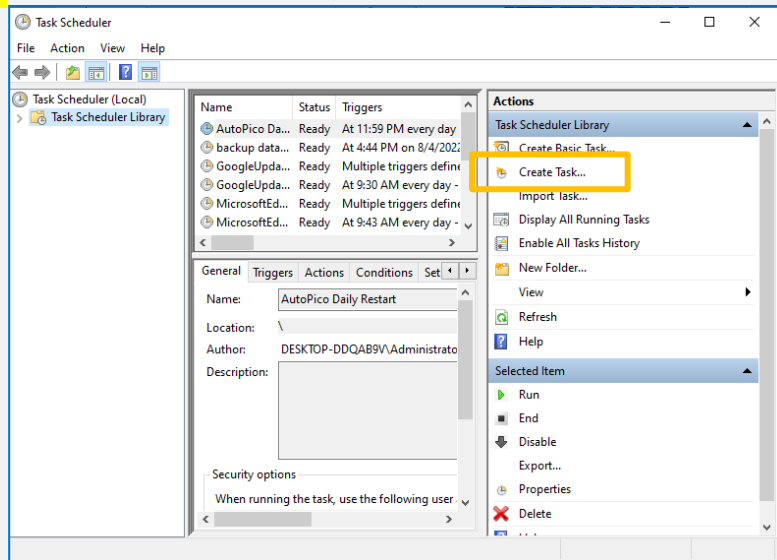 Task Scheduler
File Action View Help
Task Scheduler (Local)
Task Scheduler Library
Name Status Triggers
AutoPico Da... Ready At 11:59 PM every day
backup data... Ready At 4:44 PM on 8/4/2022
GoogleUpda... Ready Multiple triggers define
GoogleUpda... Ready At 9:30 AM every day -
MicrosoftEd... Ready Multiple triggers define
MicrosoftEd... Ready At 9:43 AM every day -
General Triggers Actions Conditions Set
Name: AutoPico Daily Restart
Location: \
Author: DESKTOP-DDQAB9V\Administrato
Description:
Security options
When running the task, use the following user
Actions
Task Scheduler Library
Create Basic Task...
Create Task...
Import Task...
Display All Running Tasks
Enable All Tasks History
New Folder...
View
Refresh
Help
Selected Item
Run
End
Disable
Export...
Properties
Delete